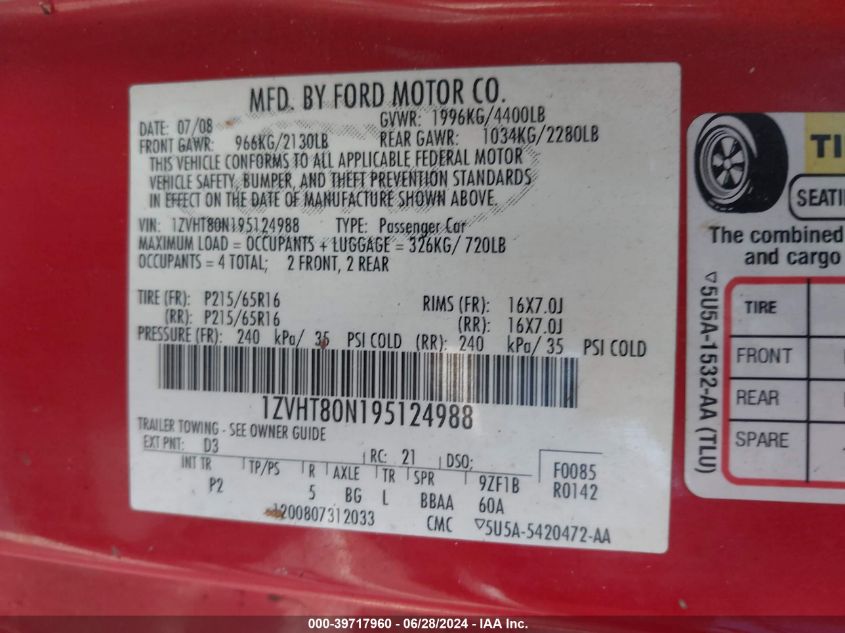 MFD. BY FORD MOTOR CO.
DATE: 07/08 GVWR: 1996KG/4400LB
FRONT GAWR: 966KG/2130LB REAR GAWR: 1034KG/2280LB
THIS VEHICLE CONFORMS TO ALL APPLICABLE FEDERAL MOTOR
VEHICLE SAFETY, BUMPER, AND THEFT PREVENTION STANDARDS
IN EFFECT ON THE DATE OF MANUFACTURE SHOWN ABOVE.
VIN: 1ZVHT80N195124988 TYPE: Passenger Car
MAXIMUM LOAD = OCCUPANTS + LUGGAGE = 326KG/720LB
OCCUPANTS = 4 TOTAL; 2 FRONT, 2 REAR
TIRE (FR): P215/65R16 RIMS (FR): 16X7.0J
(RR): P215/65R16 (RR): 16X7.0J
PRESSURE (FR): 240 kPa/ 35 PSI COLD (RR): 240 kPa/ 35 PSI COLD
1ZVHT80N195124988
TRAILER TOWING - SEE OWNER GUIDE
EXT PNT: D3 RC: 21 DSO: F0085
INT TR TP/PS R AXLE TR SPR 9ZF1B R0142
P2 5 BG L BBAA 60A
1200807312033 CMC ▽5U5A-5420472-AA
TI
SEATI
The combined
and cargo
TIRE
FRONT
REAR
SPARE
▽5U5A-1532-AA (TLU)
000-39717960 - 06/28/2024 - IAA Inc.